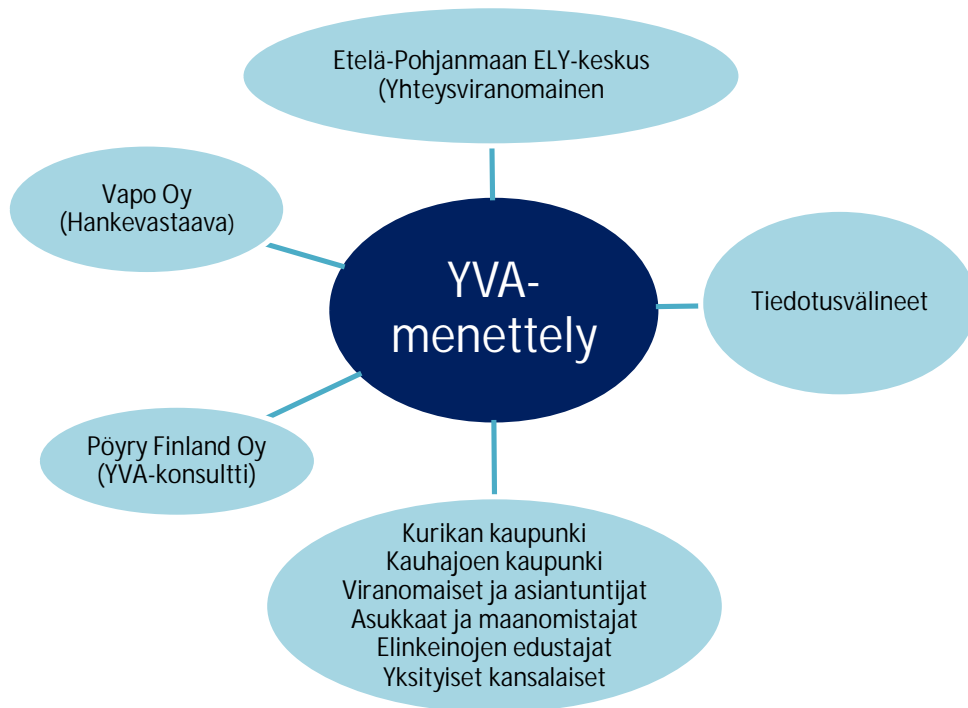 Etelä-Pohjanmaan ELY-keskus
(Yhteysviranomainen
Vapo Oy
(Hankevastaava)
YVA-
menettely
Tiedotusvälineet
Pöyry Finland Oy
(YVA-konsultti)
Kurikan kaupunki
Kauhajoen kaupunki
Viranomaiset ja asiantuntijat
Asukkaat ja maanomistajat
Elinkeinojen edustajat
Yksityiset kansalaiset